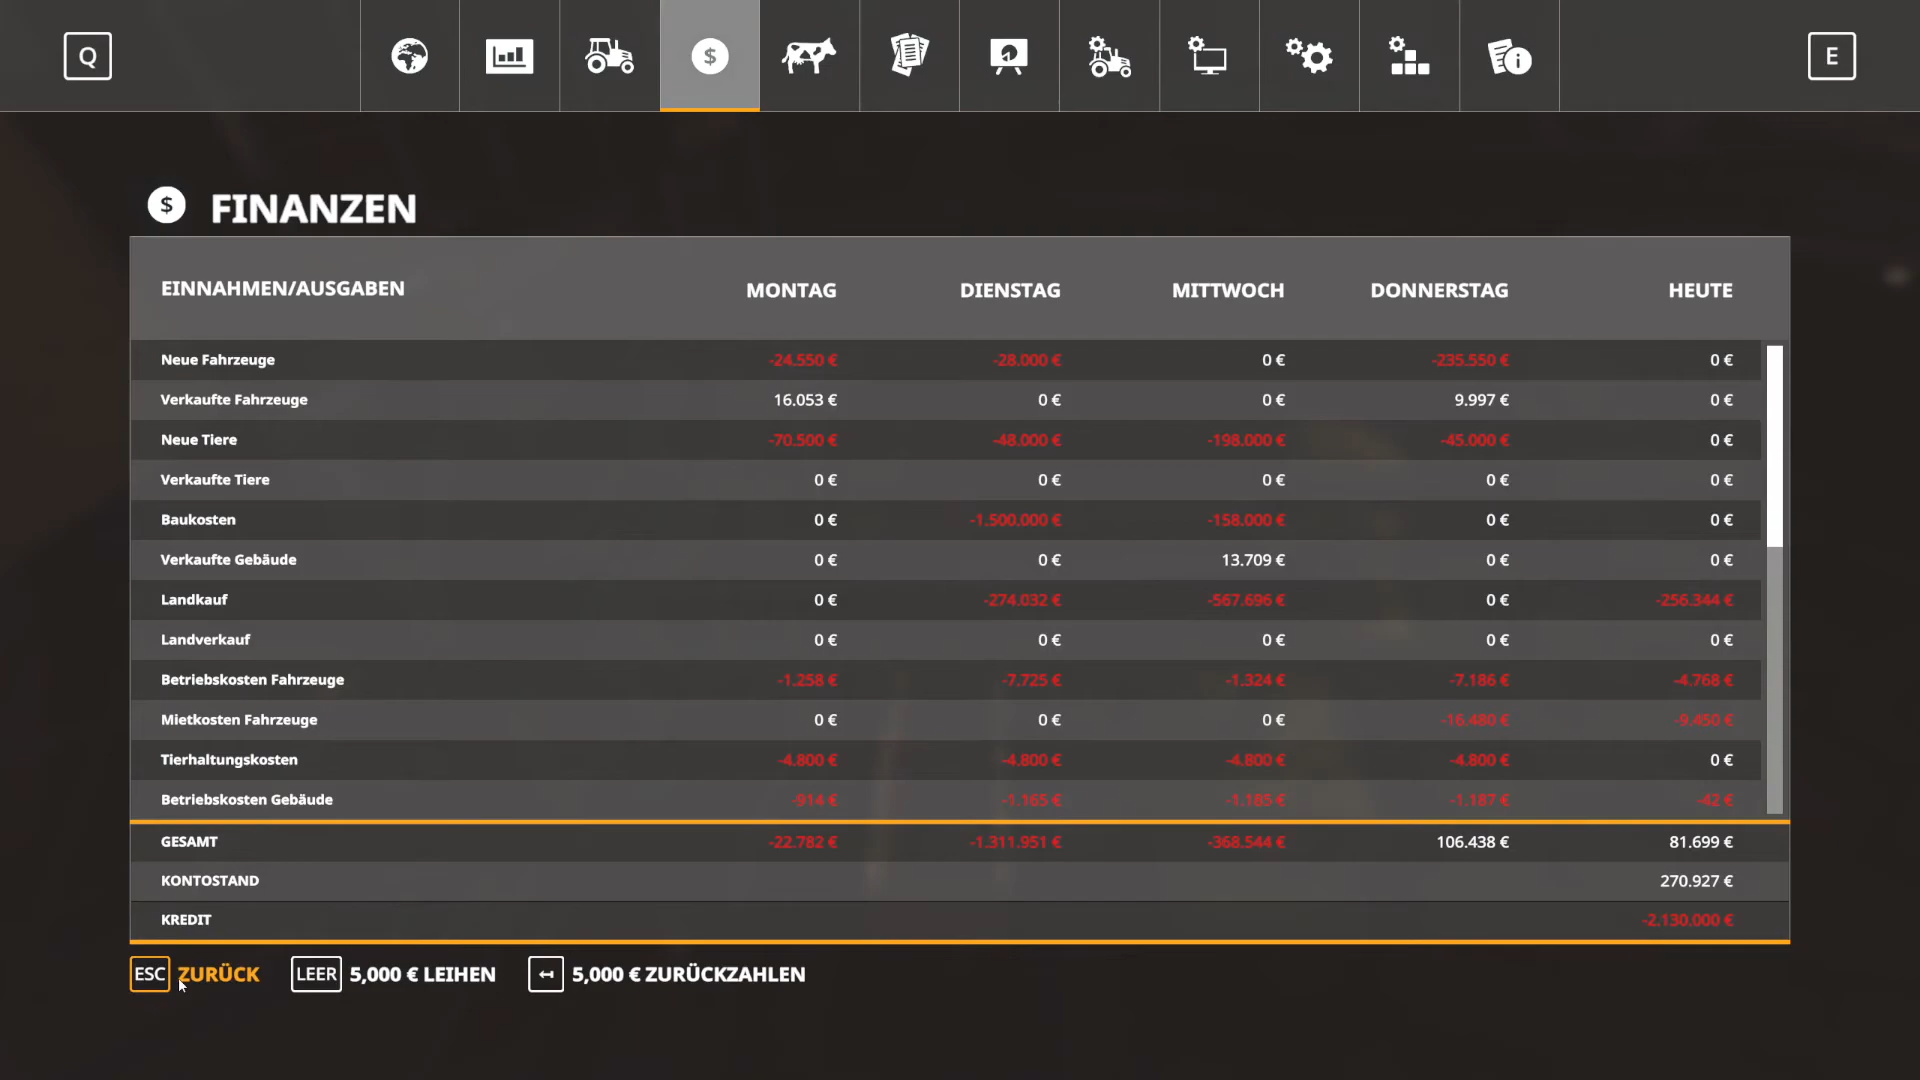 Q
E
$ FINANZEN
EINNAHMEN/AUSGABEN MONTAG DIENSTAG MITTWOCH DONNERSTAG HEUTE
Neue Fahrzeuge -24.550 € -28.000 € 0 € -235.550 € 0 €
Verkaufte Fahrzeuge 16.053 € 0 € 0 € 9.997 € 0 €
Neue Tiere -70.500 € -48.000 € -198.000 € -45.000 € 0 €
Verkaufte Tiere 0 € 0 € 0 € 0 € 0 €
Baukosten 0 € -1.500.000 € -158.000 € 0 € 0 €
Verkaufte Gebäude 0 € 0 € 13.709 € 0 € 0 €
Landkauf 0 € -274.032 € -567.696 € 0 € -256.344 €
Landverkauf 0 € 0 € 0 € 0 € 0 €
Betriebskosten Fahrzeuge -1.258 € -7.725 € -1.324 € -7.186 € -4.768 €
Mietkosten Fahrzeuge 0 € 0 € 0 € -16.480 € -9.450 €
Tierhaltungskosten -4.800 € -4.800 € -4.800 € -4.800 € 0 €
Betriebskosten Gebäude -914 € -1.165 € -1.185 € -1.187 € -42 €
GESAMT -22.782 € -1.311.951 € -368.544 € 106.438 € 81.699 €
KONTOSTAND 270.927 €
KREDIT -2.130.000 €
ESC ZURÜCK LEER 5,000 € LEIHEN 5,000 € ZURÜCKZAHLEN